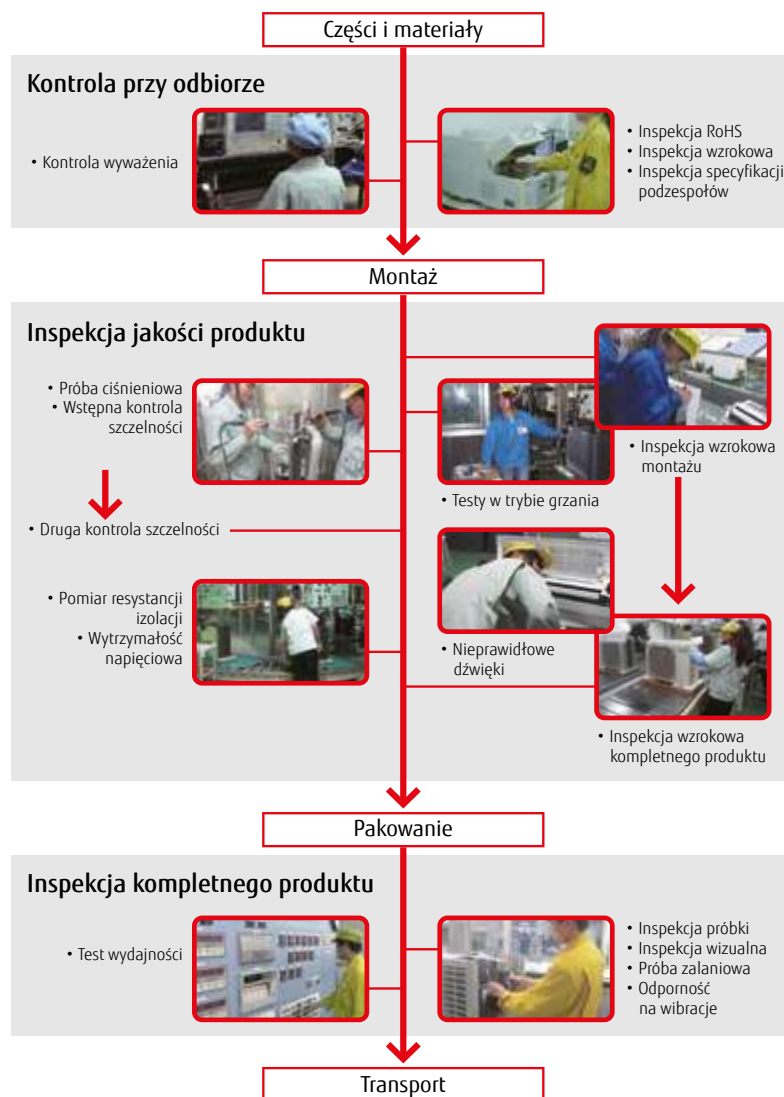 Części i materiały
Kontrola przy odbiorze
• Kontrola wyważenia
• Inspekcja RoHS
• Inspekcja wzrokowa
• Inspekcja specyfikacji
podzespołów
Montaż
Inspekcja jakości produktu
• Próba ciśnieniowa
• Wstępna kontrola
szczelności
• Inspekcja wzrokowa
montażu
• Testy w trybie grzania
• Druga kontrola szczelności
• Pomiar resystancji
izolacji
• Wytrzymałość
napięciowa
• Nieprawidłowe
dźwięki
• Inspekcja wzrokowa
kompletnego produktu
Pakowanie
Inspekcja kompletnego produktu
• Test wydajności
• Inspekcja próbki
• Inspekcja wizualna
• Próba zalaniowa
• Odporność
na wibracje
Transport